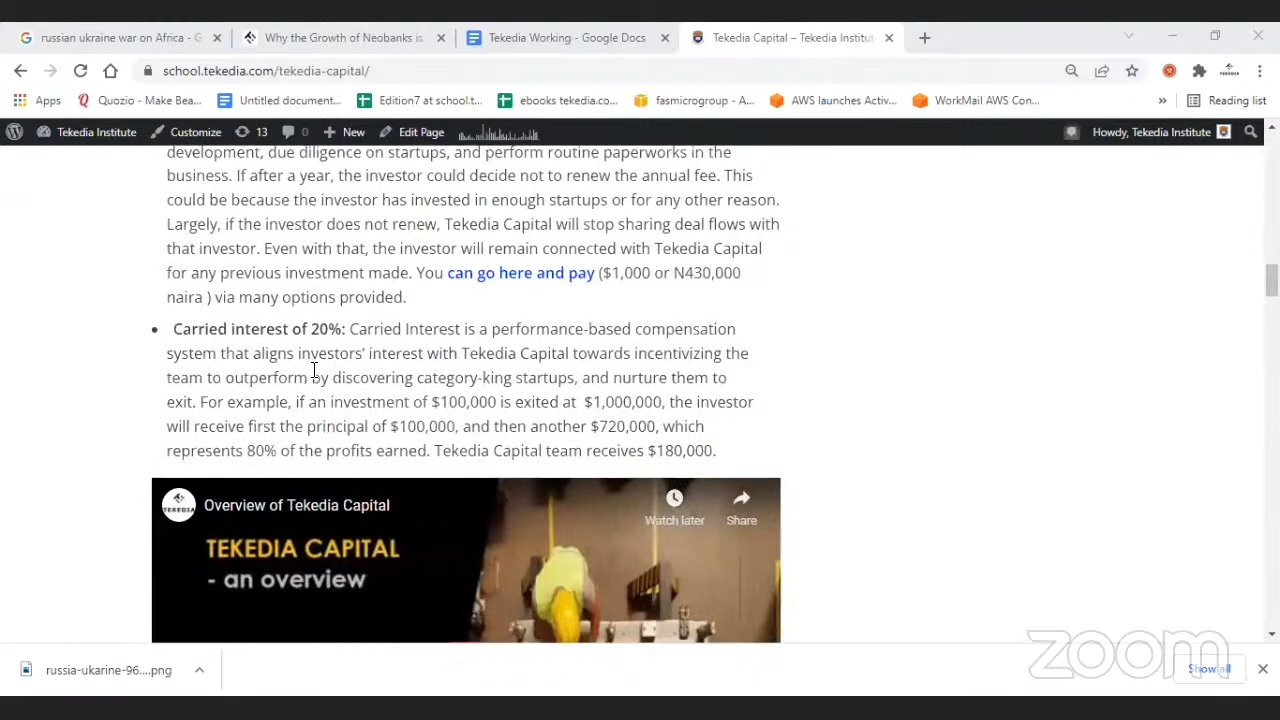 russian ukraine war on Africa - G
Why the Growth of Neobanks is
Tekedia Working - Google Docs
Tekedia Capital – Tekedia Institut
school.tekedia.com/tekedia-capital/
Apps
Quozio - Make Bea...
Untitled document...
Edition7 at school.t...
ebooks tekedia.co...
fasmicrogroup - A...
AWS launches Activ...
WorkMail AWS Con...
»
Reading list
Tekedia Institute
Customize
13
0
New
Edit Page
Howdy, Tekedia Institute
development, due diligence on startups, and perform routine paperworks in the
business. If after a year, the investor could decide not to renew the annual fee. This
could be because the investor has invested in enough startups or for any other reason.
Largely, if the investor does not renew, Tekedia Capital will stop sharing deal flows with
that investor. Even with that, the investor will remain connected with Tekedia Capital
for any previous investment made. You can go here and pay ($1,000 or N430,000
naira ) via many options provided.
• Carried interest of 20%: Carried Interest is a performance-based compensation
system that aligns investors’ interest with Tekedia Capital towards incentivizing the
team to outperform by discovering category-king startups, and nurture them to
exit. For example, if an investment of $100,000 is exited at $1,000,000, the investor
will receive first the principal of $100,000, and then another $720,000, which
represents 80% of the profits earned. Tekedia Capital team receives $180,000.
TEKEDIA
Overview of Tekedia Capital
Watch later
Share
TEKEDIA CAPITAL
- an overview
russia-ukarine-96....png
Show all
zoom